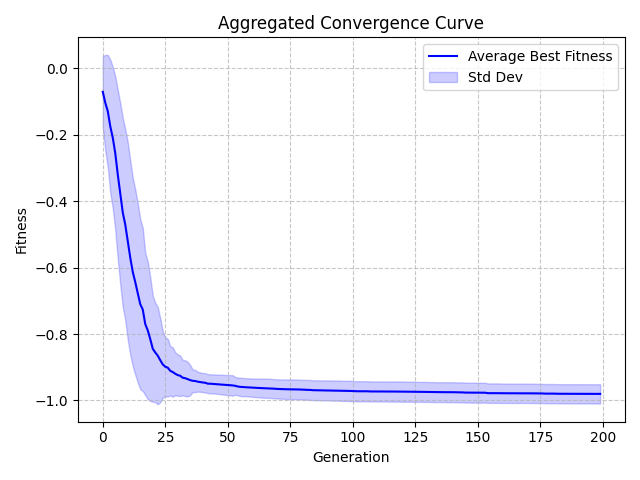 Aggregated Convergence Curve
Average Best Fitness
Std Dev
Fitness
0.0
−0.2
−0.4
−0.6
−0.8
−1.0
0 25 50 75 100 125 150 175 200
Generation